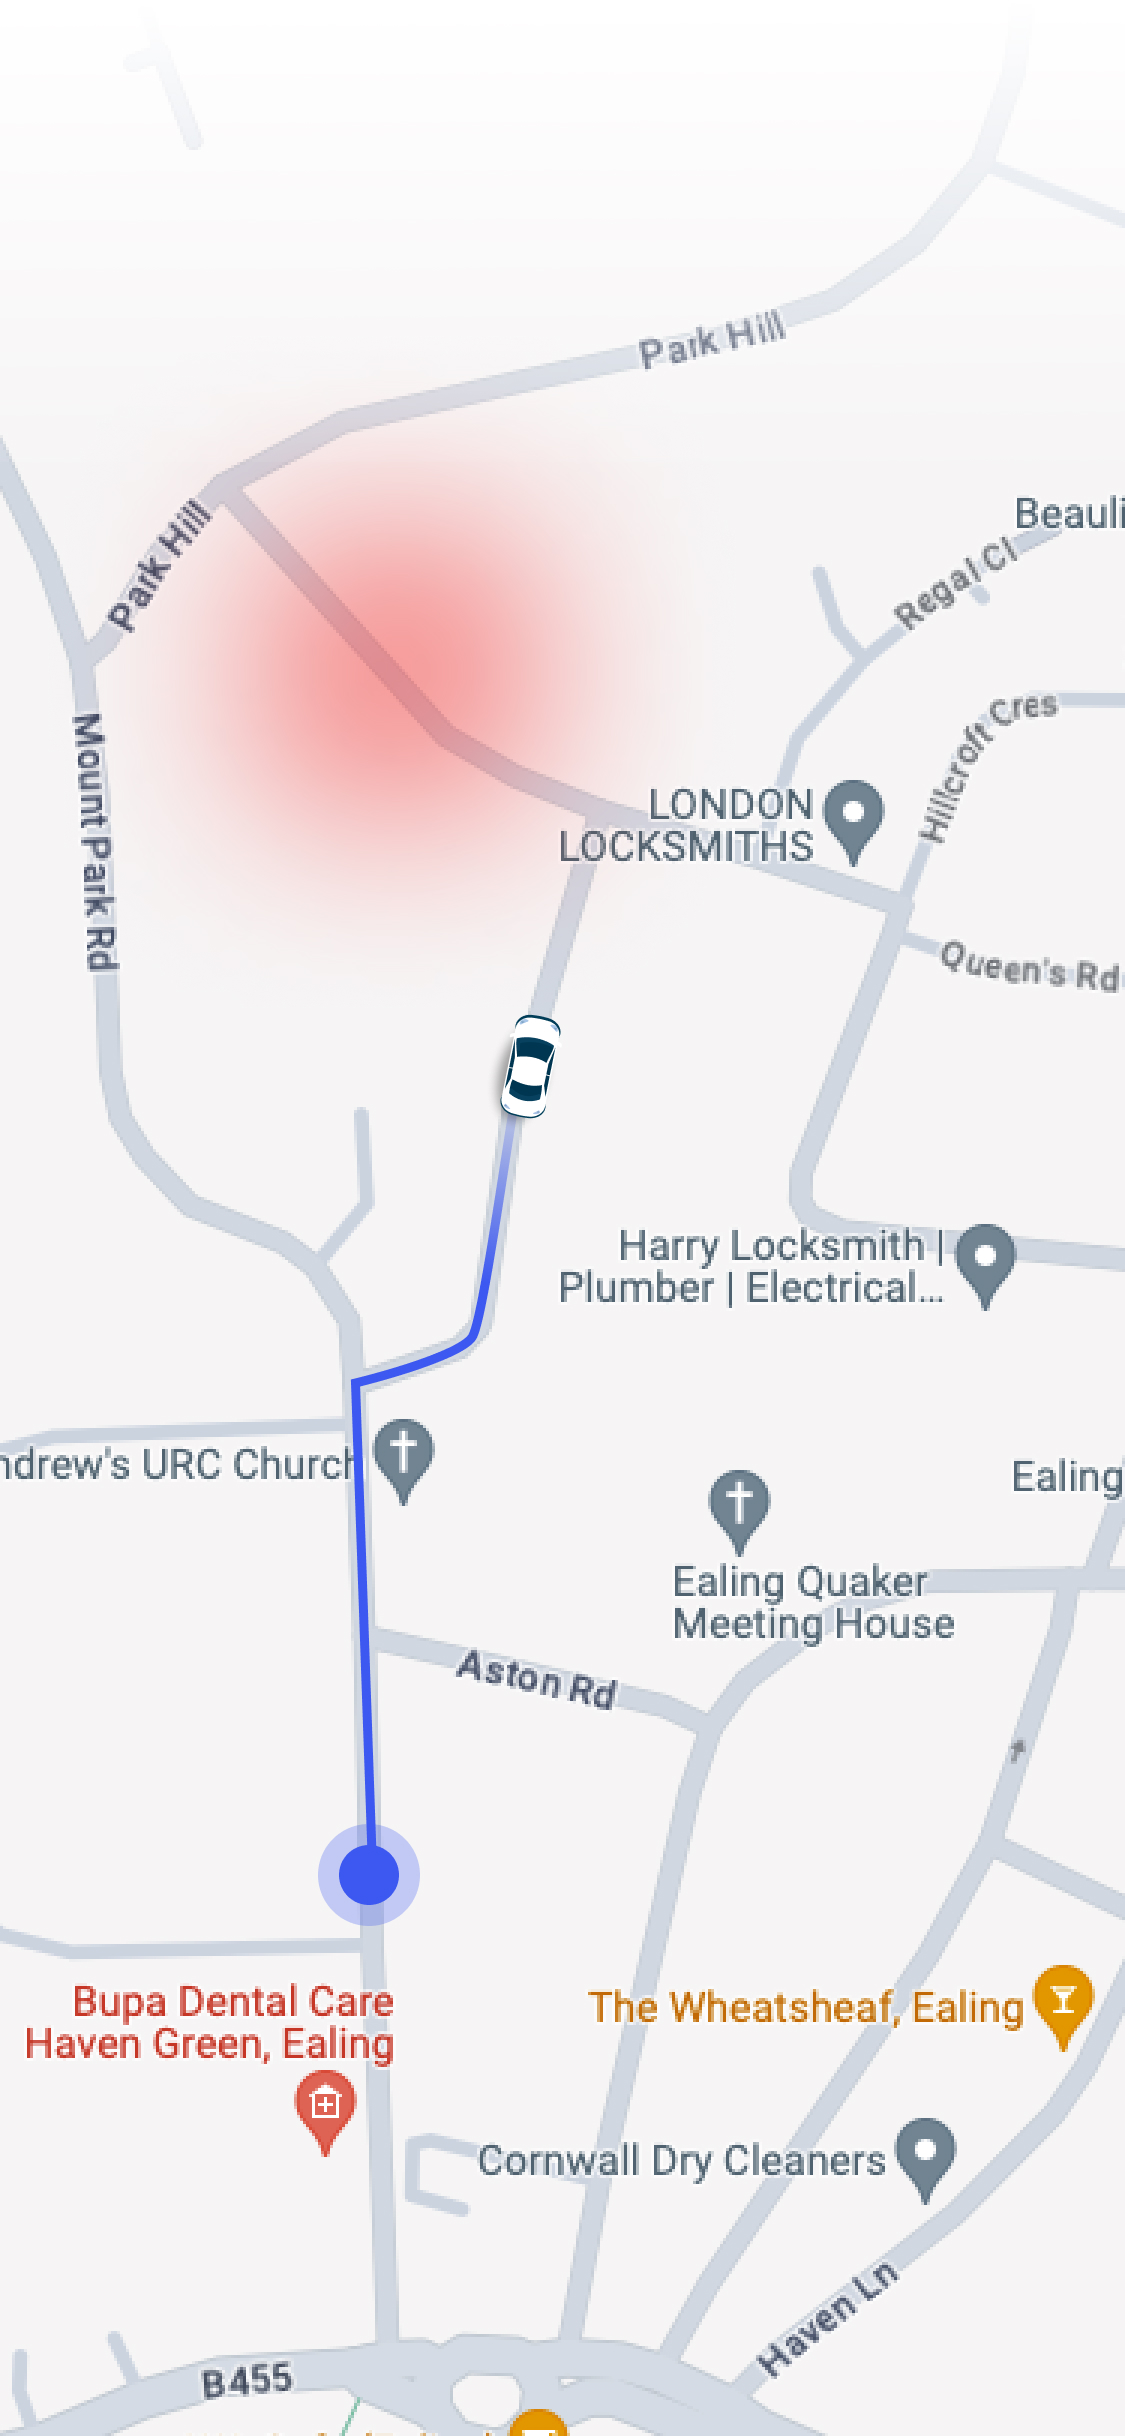 Park Hill
Beauli
Park Hill
Regal Cl
Hillcroft Cres
Mount Park Rd
LONDON
LOCKSMITHS
Queen's Rd
Harry Locksmith |
Plumber | Electrical...
ndrew's URC Church
Ealing
Ealing Quaker
Meeting House
Aston Rd
Bupa Dental Care
Haven Green, Ealing
The Wheatsheaf, Ealing
Cornwall Dry Cleaners
Haven Ln
B455